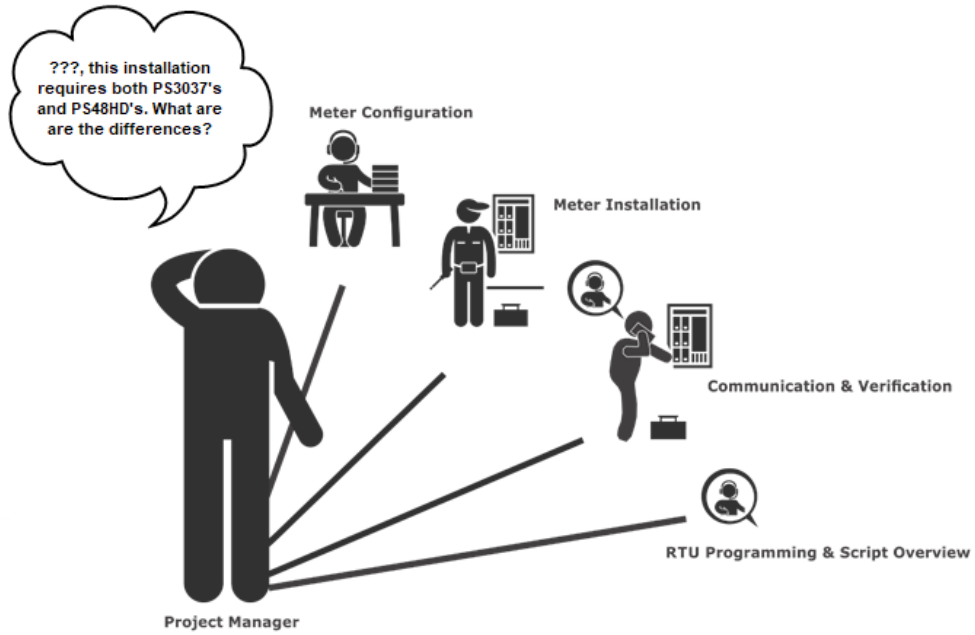 ???, this installation
requires both PS3037's
and PS48HD's. What are
are the differences?
Meter Configuration
Meter Installation
Communication & Verification
RTU Programming & Script Overview
Project Manager